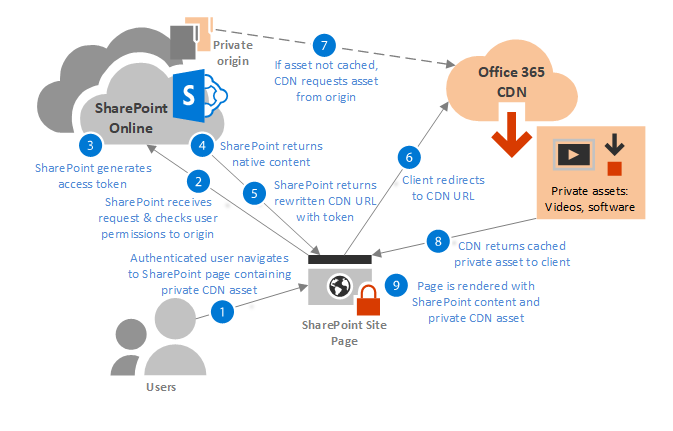 Private
origin
7
If asset not cached,
CDN requests asset
from origin
Office 365
CDN
SharePoint
Online
S
3
SharePoint generates
access token
4
SharePoint returns
native content
2
SharePoint receives
request & checks user
permissions to origin
5
SharePoint returns
rewritten CDN URL
with token
6
Client redirects
to CDN URL
Private assets:
Videos, software
8
CDN returns cached
private asset to client
Authenticated user navigates
to SharePoint page containing
private CDN asset
1
9
Page is rendered with
SharePoint content and
private CDN asset
SharePoint Site
Page
Users